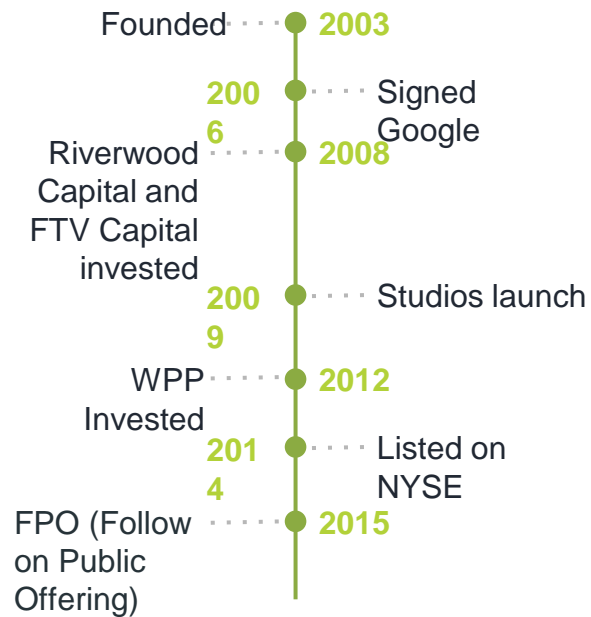 Founded
2003
200
6
Signed
Google
Riverwood
Capital and
FTV Capital
invested
2008
200
9
Studios launch
WPP
Invested
2012
201
4
Listed on
NYSE
FPO (Follow
on Public
Offering)
2015